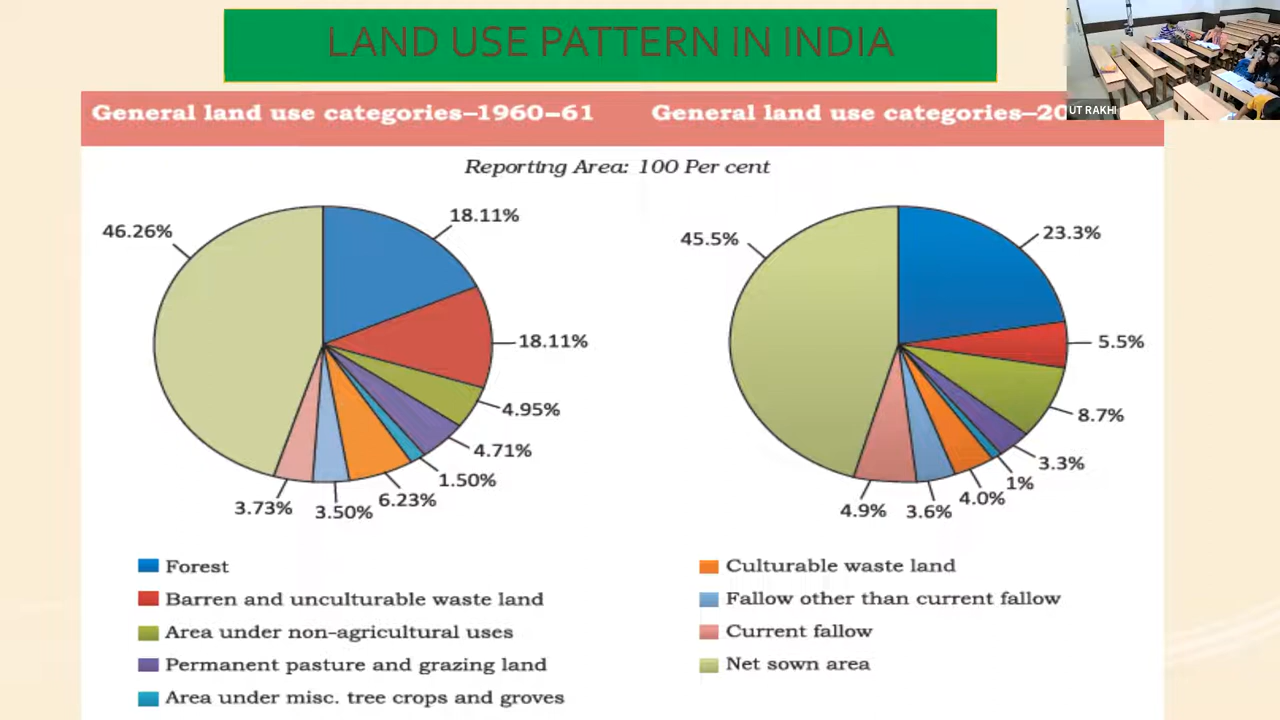 LAND USE PATTERN IN INDIA
UT RAKHI
General land use categories–1960–61
General land use categories–20
Reporting Area: 100 Per cent
46.26%
18.11%
18.11%
4.95%
4.71%
1.50%
6.23%
3.50%
3.73%
45.5%
23.3%
5.5%
8.7%
3.3%
1%
4.0%
3.6%
4.9%
Forest
Barren and unculturable waste land
Area under non-agricultural uses
Permanent pasture and grazing land
Area under misc. tree crops and groves
Culturable waste land
Fallow other than current fallow
Current fallow
Net sown area